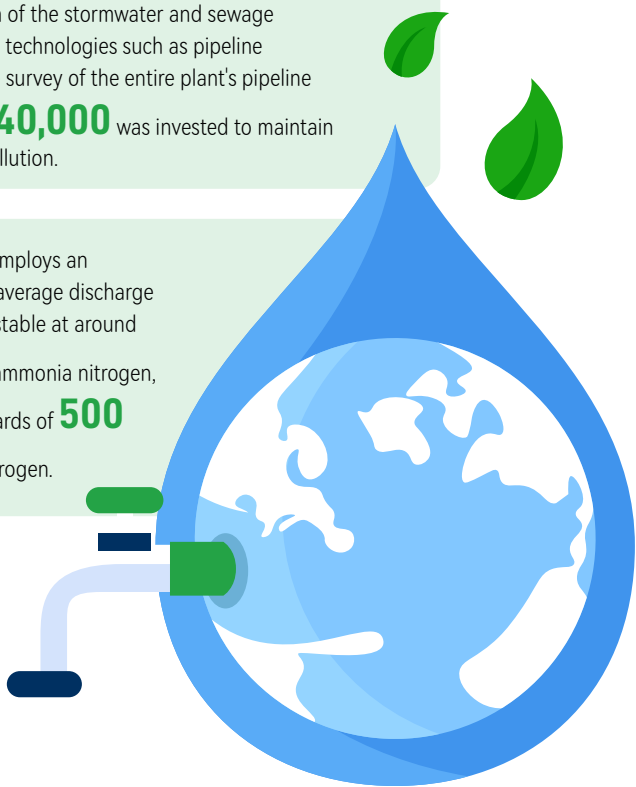 of the stormwater and sewage
technologies such as pipeline
survey of the entire plant's pipeline
40,000 was invested to maintain
llution.
mploys an
average discharge
stable at around
ammonia nitrogen,
ards of 500
rogen.